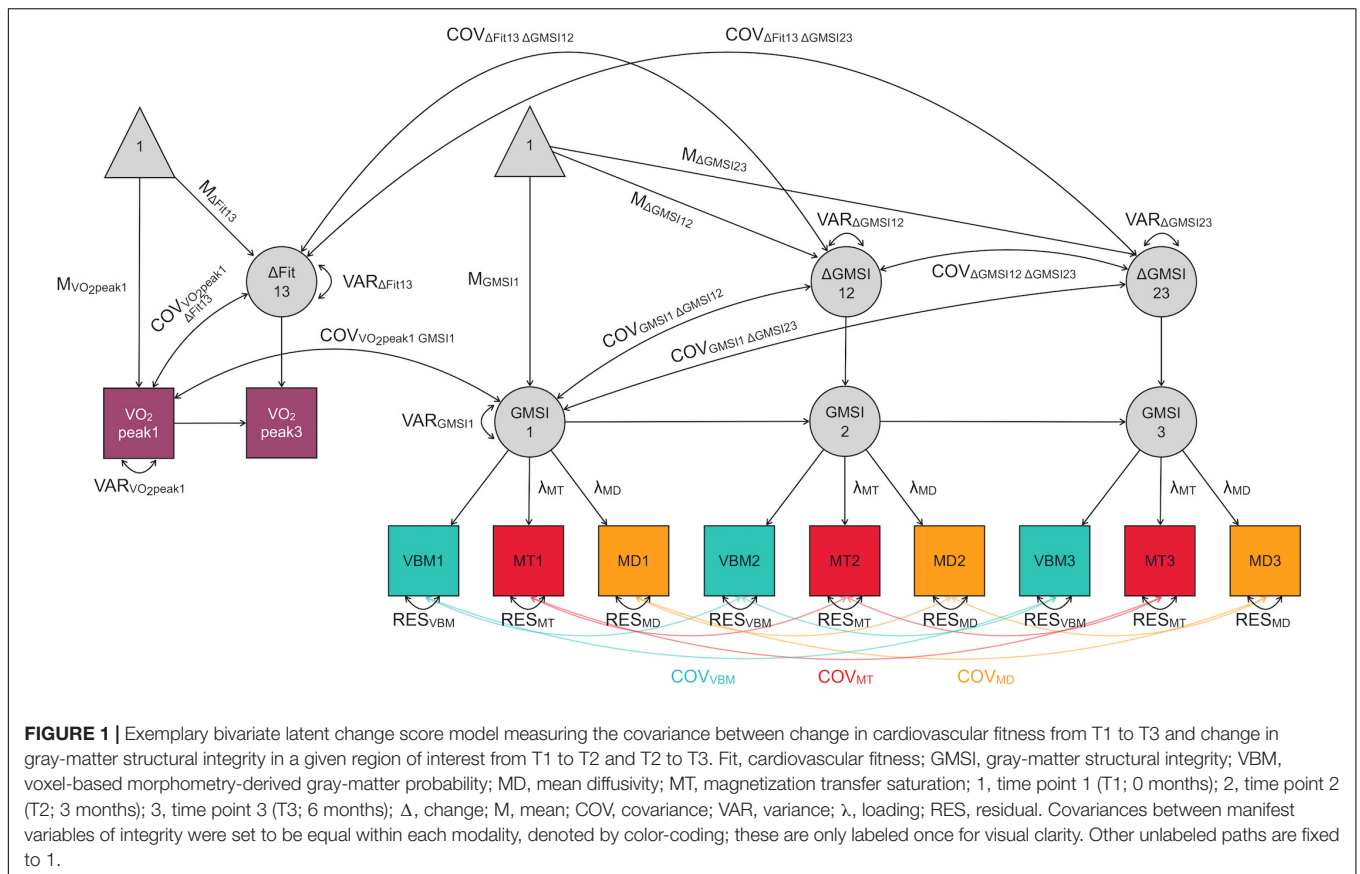 COVΔFit13 ΔGMSI12
COVΔFit13 ΔGMSI23
1
1
MΔFit13
MΔGMSI23
MΔGMSI12
VARΔGMSI12
VARΔGMSI23
ΔFit
13
VARΔFit13
ΔGMSI
12
ΔGMSI
23
MVO2peak1
MGMSI1
COVΔGMSI12 ΔGMSI23
COVVO2peak1
ΔFit13
COVGMSI1 ΔGMSI12
COVVO2peak1 GMSI1
COVGMSI1 ΔGMSI23
VO2
peak1
VO2
peak3
VARGMSI1
GMSI
1
GMSI
2
GMSI
3
VARVO2peak1
λMT
λMD
λMT
λMD
λMT
λMD
VBM1
MT1
MD1
VBM2
MT2
MD2
VBM3
MT3
MD3
RESVBM
RESMT
RESMD
RESVBM
RESMT
RESMD
RESVBM
RESMT
RESMD
COVVBM
COVMT
COVMD
FIGURE 1 | Exemplary bivariate latent change score model measuring the covariance between change in cardiovascular fitness from T1 to T3 and change in
gray-matter structural integrity in a given region of interest from T1 to T2 and T2 to T3. Fit, cardiovascular fitness; GMSI, gray-matter structural integrity; VBM,
voxel-based morphometry-derived gray-matter probability; MD, mean diffusivity; MT, magnetization transfer saturation; 1, time point 1 (T1; 0 months); 2, time point 2
(T2; 3 months); 3, time point 3 (T3; 6 months); Δ, change; M, mean; COV, covariance; VAR, variance; λ, loading; RES, residual. Covariances between manifest
variables of integrity were set to be equal within each modality, denoted by color-coding; these are only labeled once for visual clarity. Other unlabeled paths are fixed
to 1.